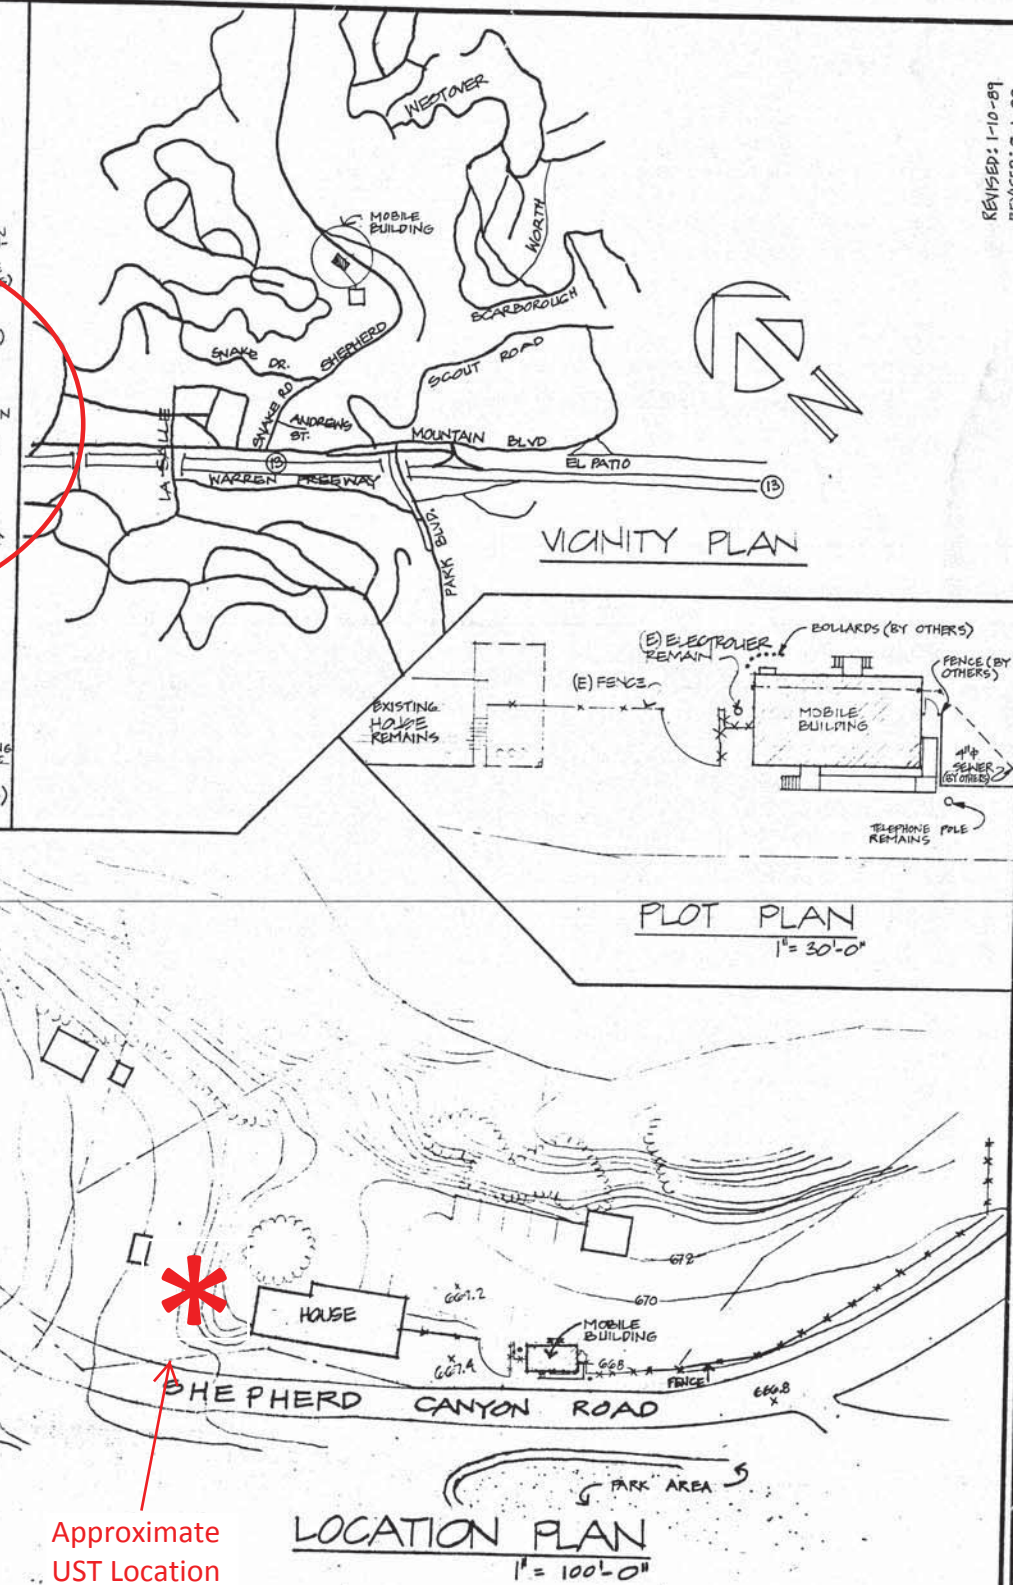 REVISED: 1-10-89
WESTOVER
MOBILE
BUILDING
WORTH
SCARBOROUGH
SHEPHERD
SNAKE DR.
SCOUT ROAD
SNAKE RD
ANDREWS
ST.
LA SALLE
MOUNTAIN BLVD
EL PATIO
13
WARREN FREEWAY
13
PARK BLVD.
N
VICINITY PLAN
(E) ELECTROLIER
REMAIN
BOLLARDS (BY OTHERS)
FENCE (BY
OTHERS)
(E) FENCE
EXISTING
HOUSE
REMAINS
MOBILE
BUILDING
4"φ
SEWER
(BY OTHERS)
TELEPHONE POLE
REMAINS
PLOT PLAN
1" = 30'-0"
672
670
667.2
HOUSE
MOBILE
BUILDING
667.4
668
FENCE
666.8
SHEPHERD CANYON ROAD
PARK AREA
Approximate
UST Location
LOCATION PLAN
1" = 100'-0"